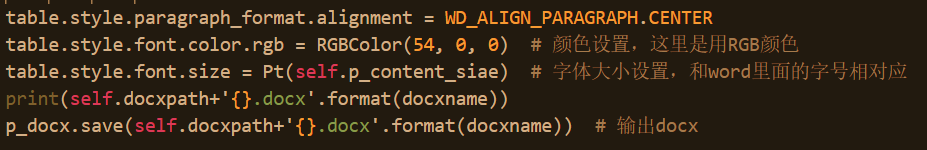 table.style.paragraph_format.alignment = WD_ALIGN_PARAGRAPH.CENTER
table.style.font.color.rgb = RGBColor(54, 0, 0)  # 颜色设置，这里是用RGB颜色
table.style.font.size = Pt(self.p_content_siae)  # 字体大小设置，和word里面的字号相对应
print(self.docxpath+'{}.docx'.format(docxname))
p_docx.save(self.docxpath+'{}.docx'.format(docxname))  # 输出docx